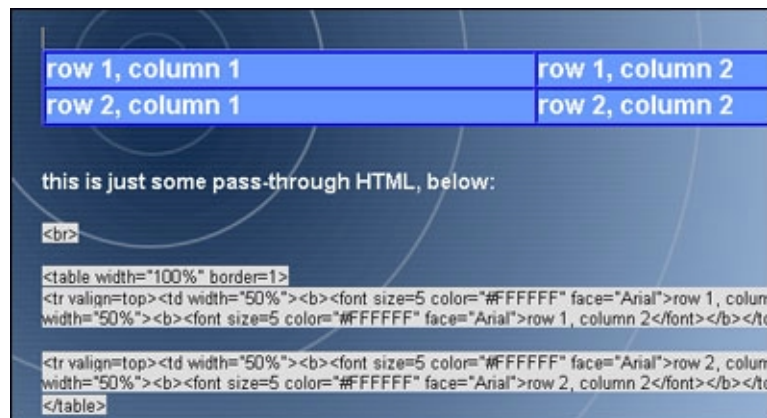 row 1, column 1 row 1, column 2
row 2, column 1 row 2, column 2
this is just some pass-through HTML, below:
<br>
<table width="100%" border=1>
<tr valign=top><td width="50%"><b><font size=5 color="#FFFFFF" face="Arial">row 1, colum
width="50%"><b><font size=5 color="#FFFFFF" face="Arial">row 1, column 2</font></b></t
<tr valign=top><td width="50%"><b><font size=5 color="#FFFFFF" face="Arial">row 2, colum
width="50%"><b><font size=5 color="#FFFFFF" face="Arial">row 2, column 2</font></b></t
</table>